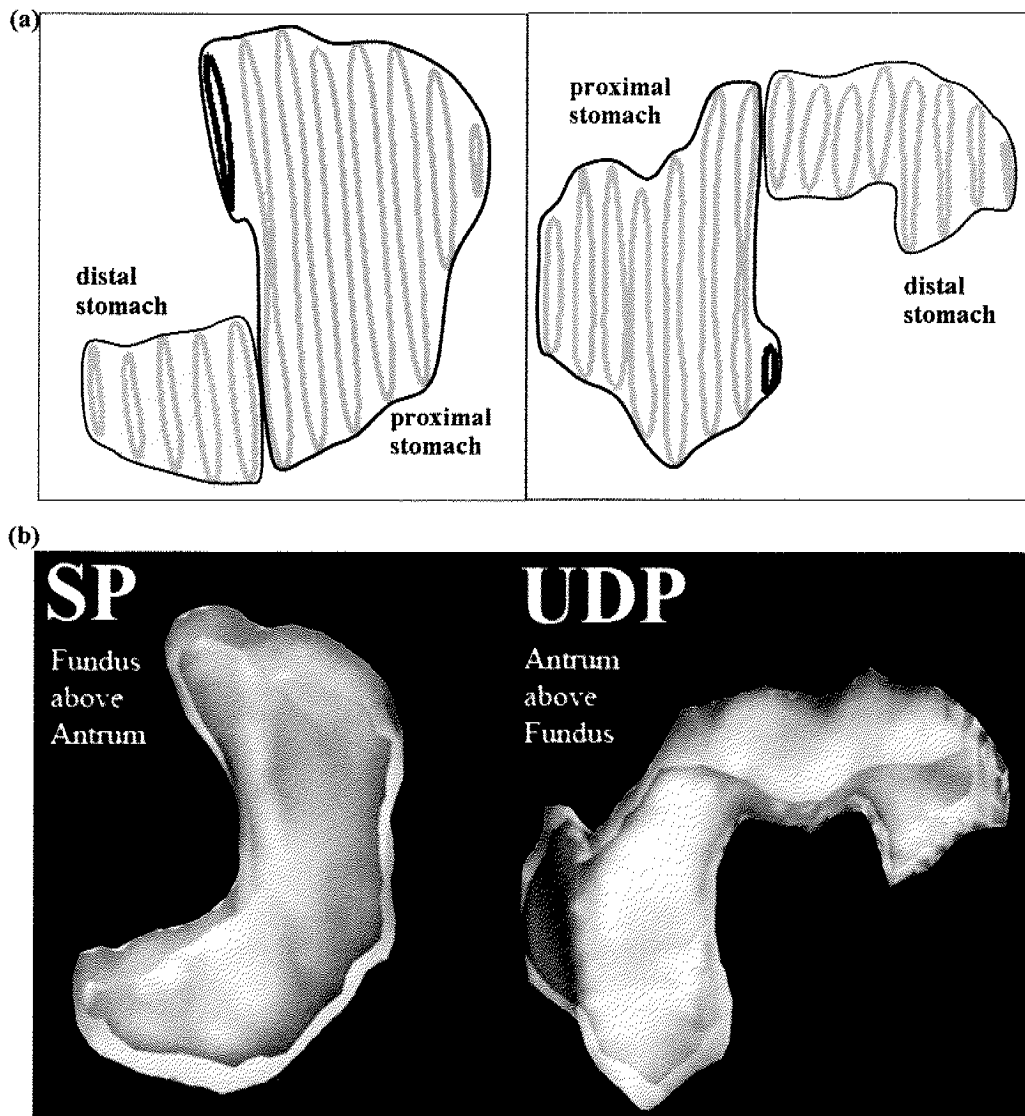 (a)
proximal
stomach
distal
stomach
proximal
stomach
distal
stomach
(b)
SP
Fundus
above
Antrum
UDP
Antrum
above
Fundus